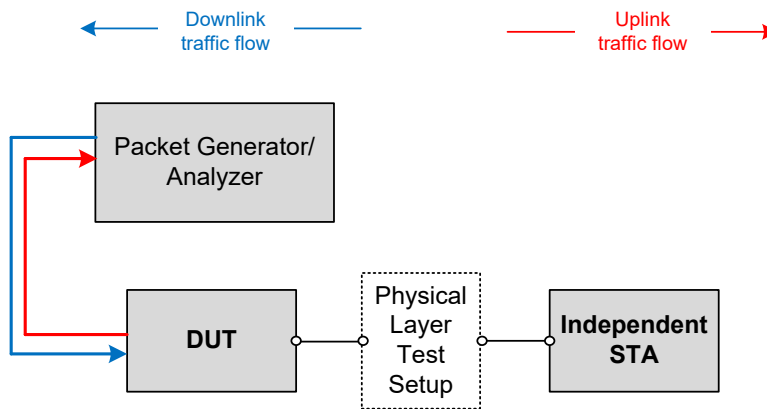 Downlink
traffic flow
Uplink
traffic flow
Packet Generator/
Analyzer
DUT
Physical
Layer
Test
Setup
Independent
STA